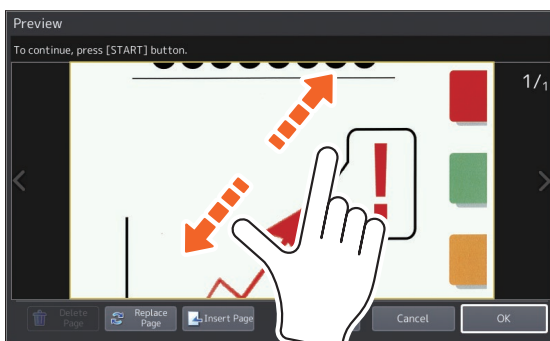 Preview
To continue, press [START] button.
1/1
!
Delete
Page
Replace
Page
Insert Page
Cancel
OK